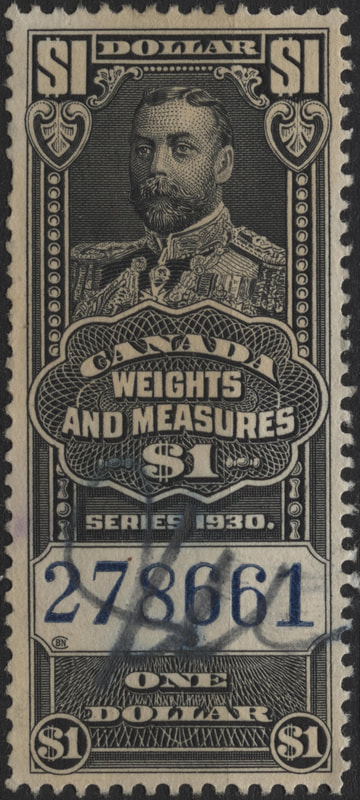 $1 DOLLAR $1
CANADA
WEIGHTS
AND MEASURES
$1
SERIES 1930.
278661
BN
ONE
DOLLAR
$1 $1